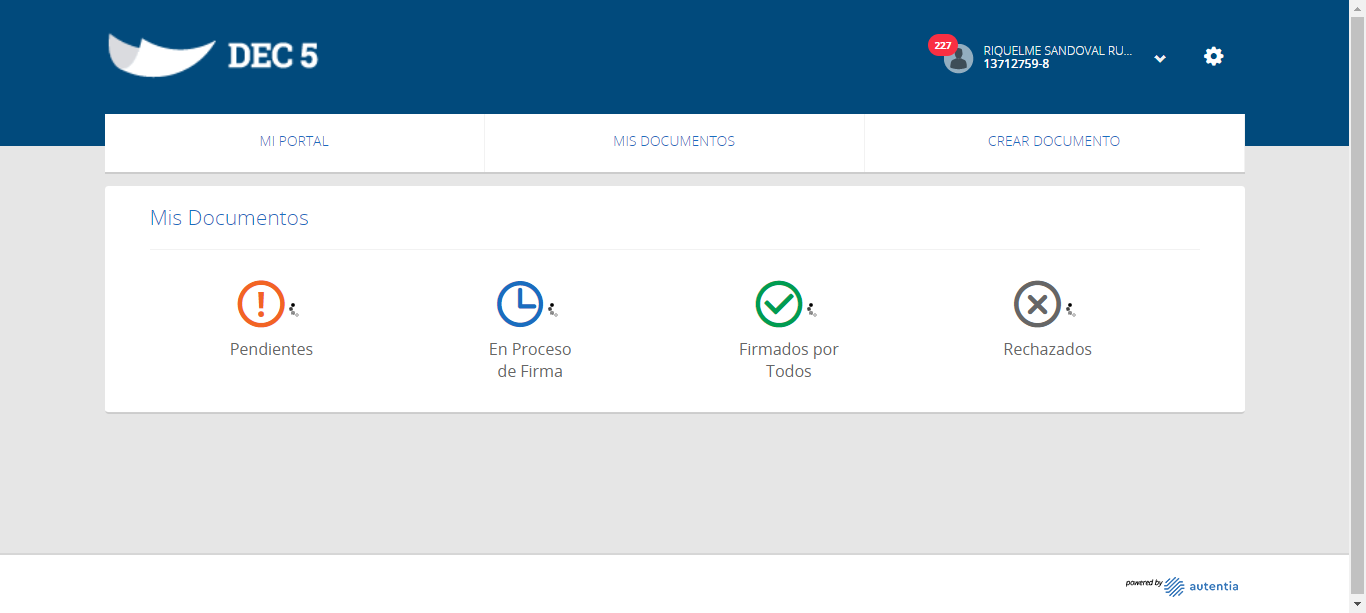 DEC 5
227
RIQUELME SANDOVAL RU...
13712759-8
MI PORTAL
MIS DOCUMENTOS
CREAR DOCUMENTO
Mis Documentos
Pendientes
En Proceso
de Firma
Firmados por
Todos
Rechazados
powered by autentia